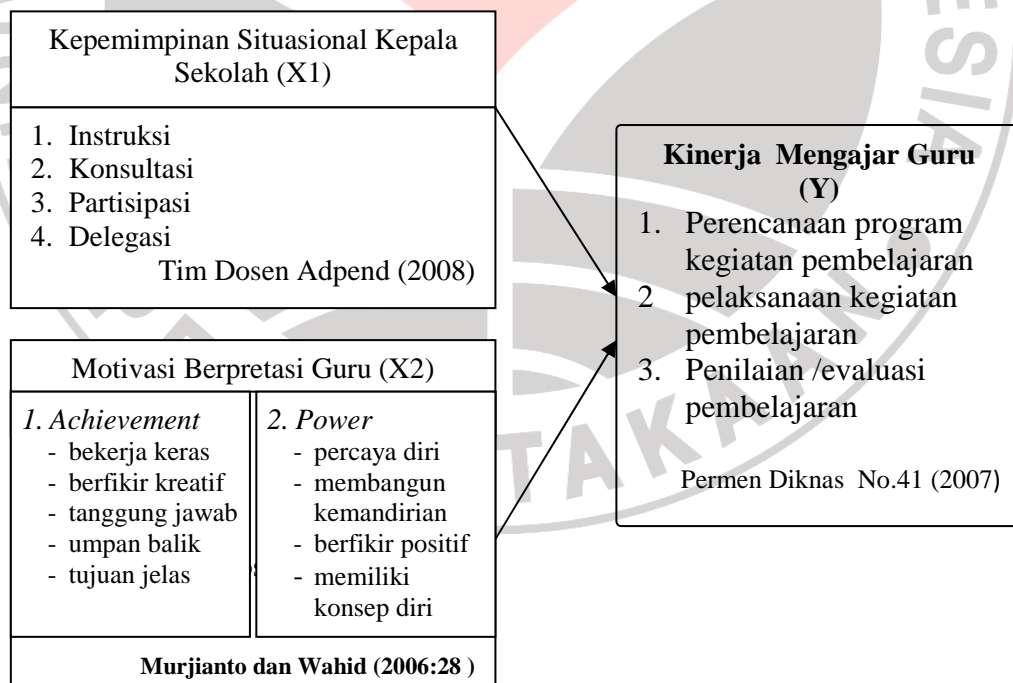 Kepemimpinan Situasional Kepala
Sekolah (X1)
1. Instruksi
2. Konsultasi
3. Partisipasi
4. Delegasi
Tim Dosen Adpend (2008)
Motivasi Berpretasi Guru (X2)
1. Achievement
- bekerja keras
- berfikir kreatif
- tanggung jawab
- umpan balik
- tujuan jelas
2. Power
- percaya diri
- membangun
kemandirian
- berfikir positif
- memiliki
konsep diri
Murjianto dan Wahid (2006:28 )
Kinerja Mengajar Guru
(Y)
1. Perencanaan program
kegiatan pembelajaran
2 pelaksanaan kegiatan
pembelajaran
3. Penilaian /evaluasi
pembelajaran
Permen Diknas No.41 (2007)
ESIA
TAKAAN